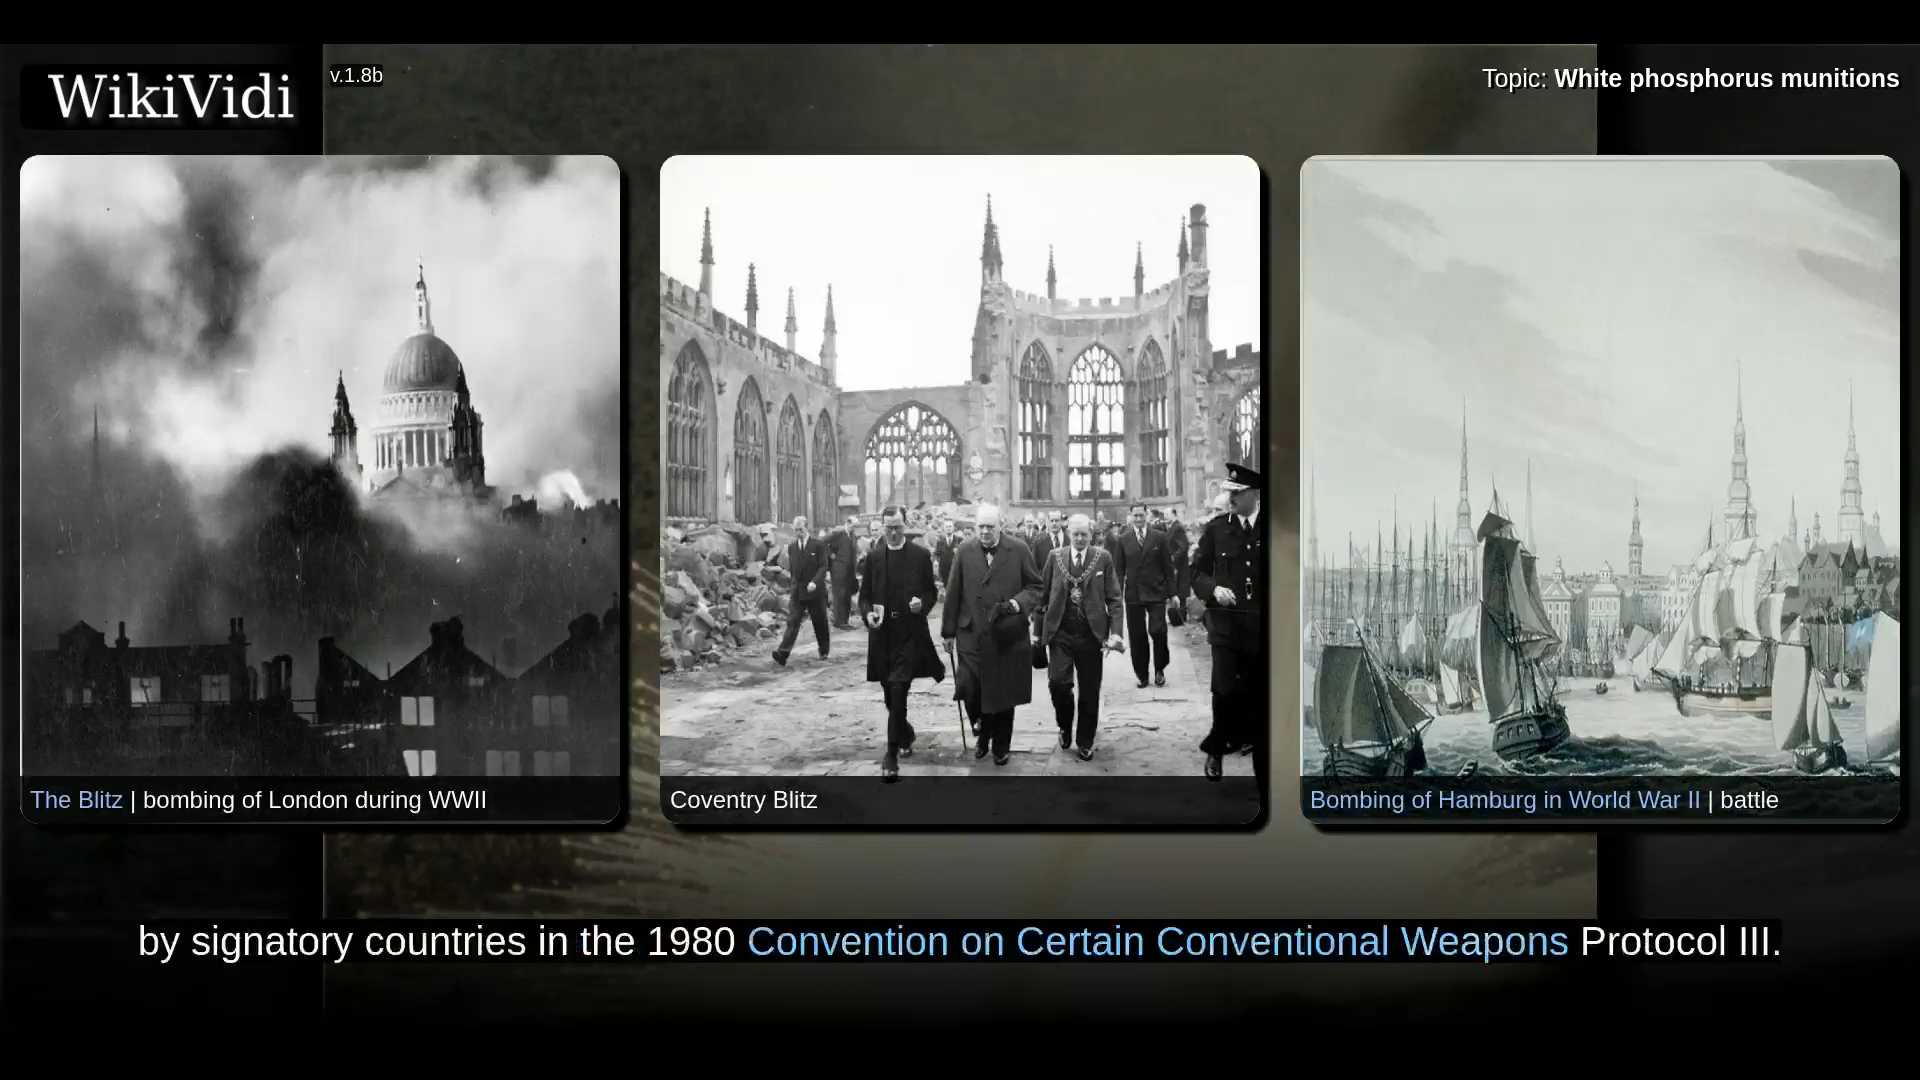 WikiVidi
v.1.8b
Topic: White phosphorus munitions
The Blitz | bombing of London during WWII
Coventry Blitz
Bombing of Hamburg in World War II | battle
by signatory countries in the 1980 Convention on Certain Conventional Weapons Protocol III.